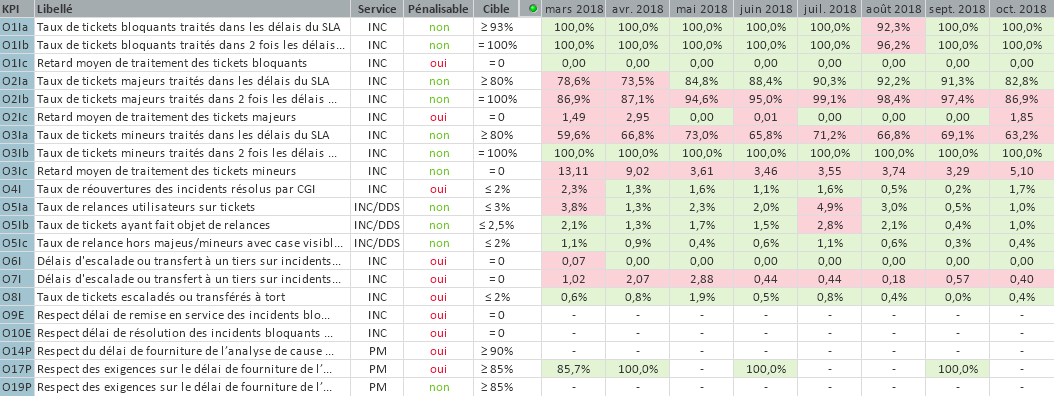 KPI Libellé Service Pénalisable Cible mars 2018 avr. 2018 mai 2018 juin 2018 juil. 2018 août 2018 sept. 2018 oct. 2018
O1Ia Taux de tickets bloquants traités dans les délais du SLA INC non ≥ 93% 100,0% 100,0% 100,0% 100,0% 100,0% 92,3% 100,0% 100,0%
O1Ib Taux de tickets bloquants traités dans 2 fois les délais... INC non = 100% 100,0% 100,0% 100,0% 100,0% 100,0% 96,2% 100,0% 100,0%
O1Ic Retard moyen de traitement des tickets bloquants INC oui = 0 0,00 0,00 0,00 0,00 0,00 0,00 0,00 0,00
O2Ia Taux de tickets majeurs traités dans les délais du SLA INC non ≥ 80% 78,6% 73,5% 84,8% 88,4% 90,3% 92,2% 91,3% 82,8%
O2Ib Taux de tickets majeurs traités dans 2 fois les délais ... INC non = 100% 86,9% 87,1% 94,6% 95,0% 99,1% 98,4% 97,4% 86,9%
O2Ic Retard moyen de traitement des tickets majeurs INC oui = 0 1,49 2,95 0,00 0,01 0,00 0,00 0,00 1,85
O3Ia Taux de tickets mineurs traités dans les délais du SLA INC non ≥ 80% 59,6% 66,8% 73,0% 65,8% 71,2% 66,8% 69,1% 63,2%
O3Ib Taux de tickets mineurs traités dans 2 fois les délais ... INC non = 100% 100,0% 100,0% 100,0% 100,0% 100,0% 100,0% 100,0% 100,0%
O3Ic Retard moyen de traitement des tickets mineurs INC non = 0 13,11 9,02 3,61 3,46 3,55 3,74 3,29 5,10
O4I Taux de réouvertures des incidents résolus par CGI INC oui ≤ 2% 2,3% 1,3% 1,6% 1,1% 1,6% 0,5% 0,2% 1,7%
O5Ia Taux de relances utilisateurs sur tickets INC/DDS non ≤ 3% 3,8% 1,3% 2,3% 2,0% 4,9% 3,0% 0,5% 1,0%
O5Ib Taux de tickets ayant fait objet de relances INC/DDS non ≤ 2,5% 2,1% 1,3% 1,7% 1,5% 2,8% 2,1% 0,4% 1,0%
O5Ic Taux de relance hors majeus/mineurs avec case visibl... INC/DDS non ≤ 2% 1,1% 0,9% 0,4% 0,6% 1,1% 0,6% 0,3% 0,4%
O6I Délais d'escalade ou transfert à un tiers sur incidents... INC oui = 0 0,07 0,00 0,00 0,00 0,00 0,00 0,00 0,00
O7I Délais d'escalade ou transfert à un tiers sur incidents... INC oui = 0 1,02 2,07 2,88 0,44 0,44 0,18 0,57 0,40
O8I Taux de tickets escaladés ou transférés à tort INC oui ≤ 2% 0,6% 0,8% 1,9% 0,5% 0,8% 0,4% 0,0% 0,4%
O9E Respect délai de remise en service des incidents blo... INC oui = 0 - - - - - - - -
O10E Respect délai de résolution des incidents bloquants ... INC oui = 0 - - - - - - - -
O14P Respect du délai de fourniture de l'analyse de cause ... PM oui ≥ 90% - - - - - - - -
O17P Respect des exigences sur le délai de fourniture de l'... PM oui ≥ 85% 85,7% 100,0% - 100,0% - - 100,0% -
O19P Respect des exigences sur le délai de fourniture de l'... PM non ≥ 85% - - - - - - - -